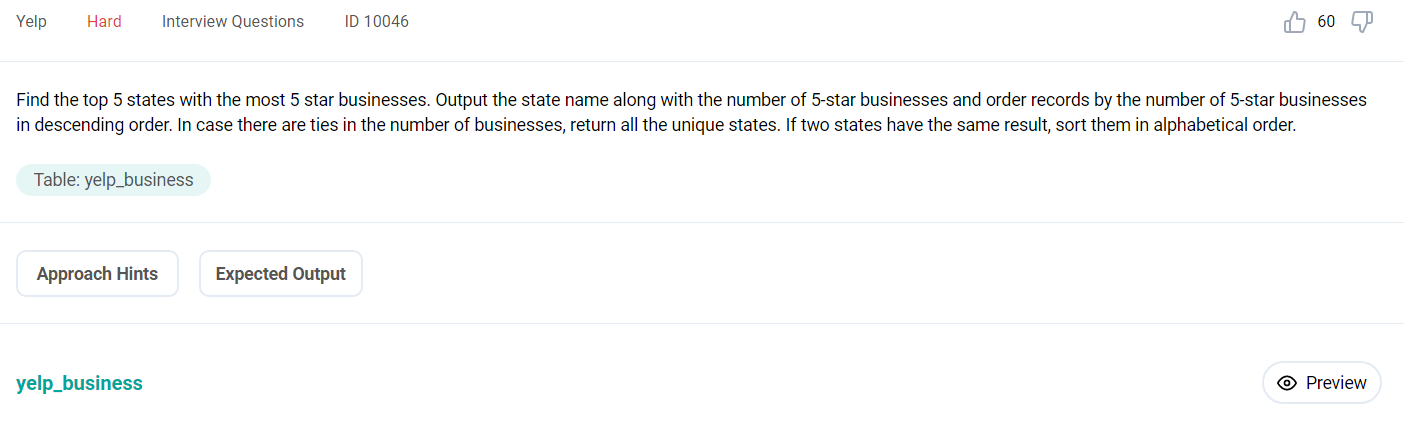 Yelp Hard Interview Questions ID 10046 60
Find the top 5 states with the most 5 star businesses. Output the state name along with the number of 5-star businesses and order records by the number of 5-star businesses
in descending order. In case there are ties in the number of businesses, return all the unique states. If two states have the same result, sort them in alphabetical order.
Table: yelp_business
Approach Hints Expected Output
yelp_business Preview